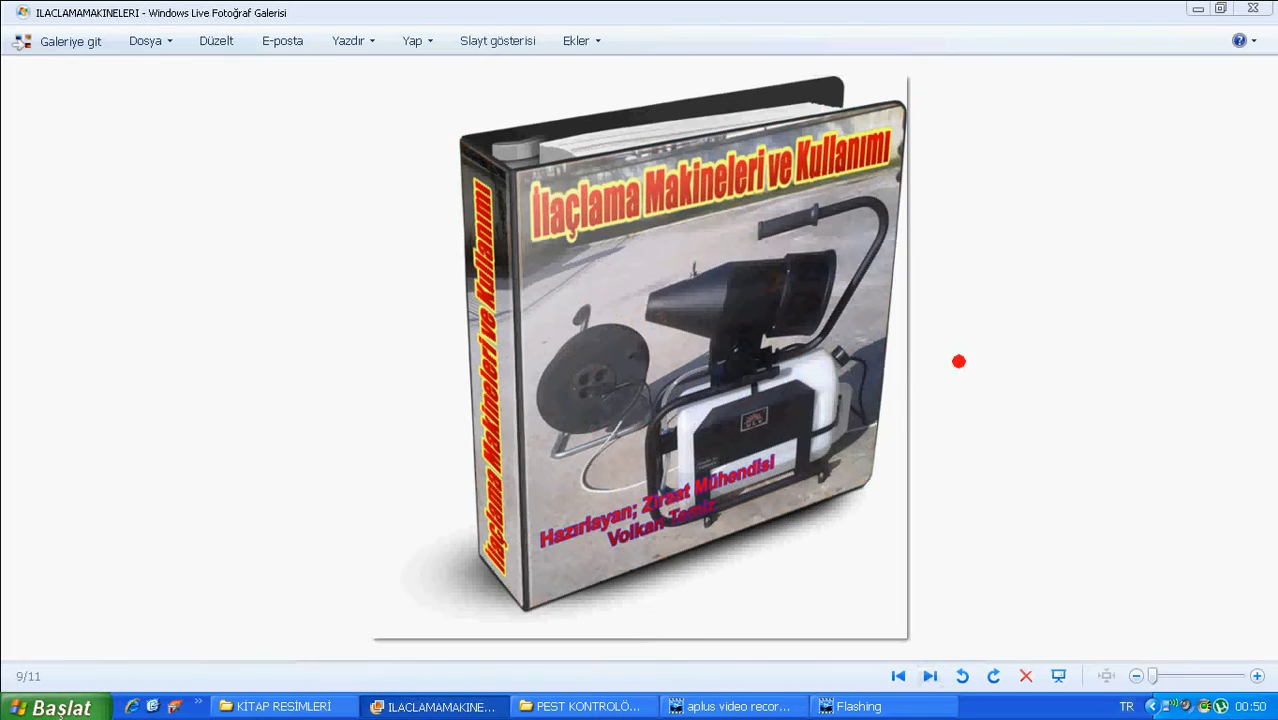 ILACLAMAMAKINELERI - Windows Live Fotoğraf Galerisi
Galeriye git Dosya Düzelt E-posta Yazdır Yap Slayt gösterisi Ekler
İlaçlama Makineleri ve Kullanımı
İlaçlama Makineleri ve Kullanımı
Hazırlayan; Ziraat Mühendisi
Volkan Temiz
9/11
Başlat KİTAP RESİMLERİ ILACLAMAMAKINE... PEST KONTROLÖ... aplus video recor... Flashing TR 00:50